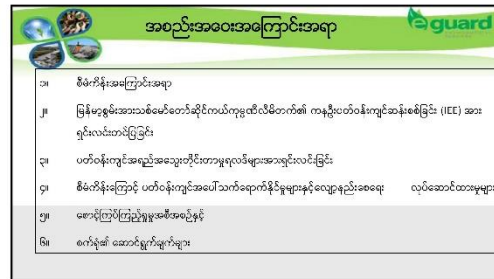 အစည်းအဝေးအကြောင်းအရာ
eguard
၁။ စီမံကိန်းအကြောင်းအရာ
၂။ မြန်မာ့စွမ်းအားသစ်မော်တော်ဆိုင်ကယ်ကုမ္ပဏီလီမိတက်၏ ကနဦးပတ်ဝန်းကျင်ဆန်းစစ်ခြင်း (IEE) အား
ရှင်းလင်းတင်ပြခြင်း
၃။ ပတ်ဝန်းကျင်အရည်အသွေးတိုင်းတာမှုရလဒ်များအားရှင်းလင်းခြင်း
၄။ စီမံကိန်းကြောင့် ပတ်ဝန်းကျင်အပေါ်သက်ရောက်နိုင်မှုများနှင့်လျော့နည်းစေရေး လုပ်ဆောင်ထားမှုများ
၅။ စောင့်ကြပ်ကြည့်ရှုမှုအစီအစဉ်နှင့်
၆။ စက်ရုံ၏ ဆောင်ရွက်ချက်များ